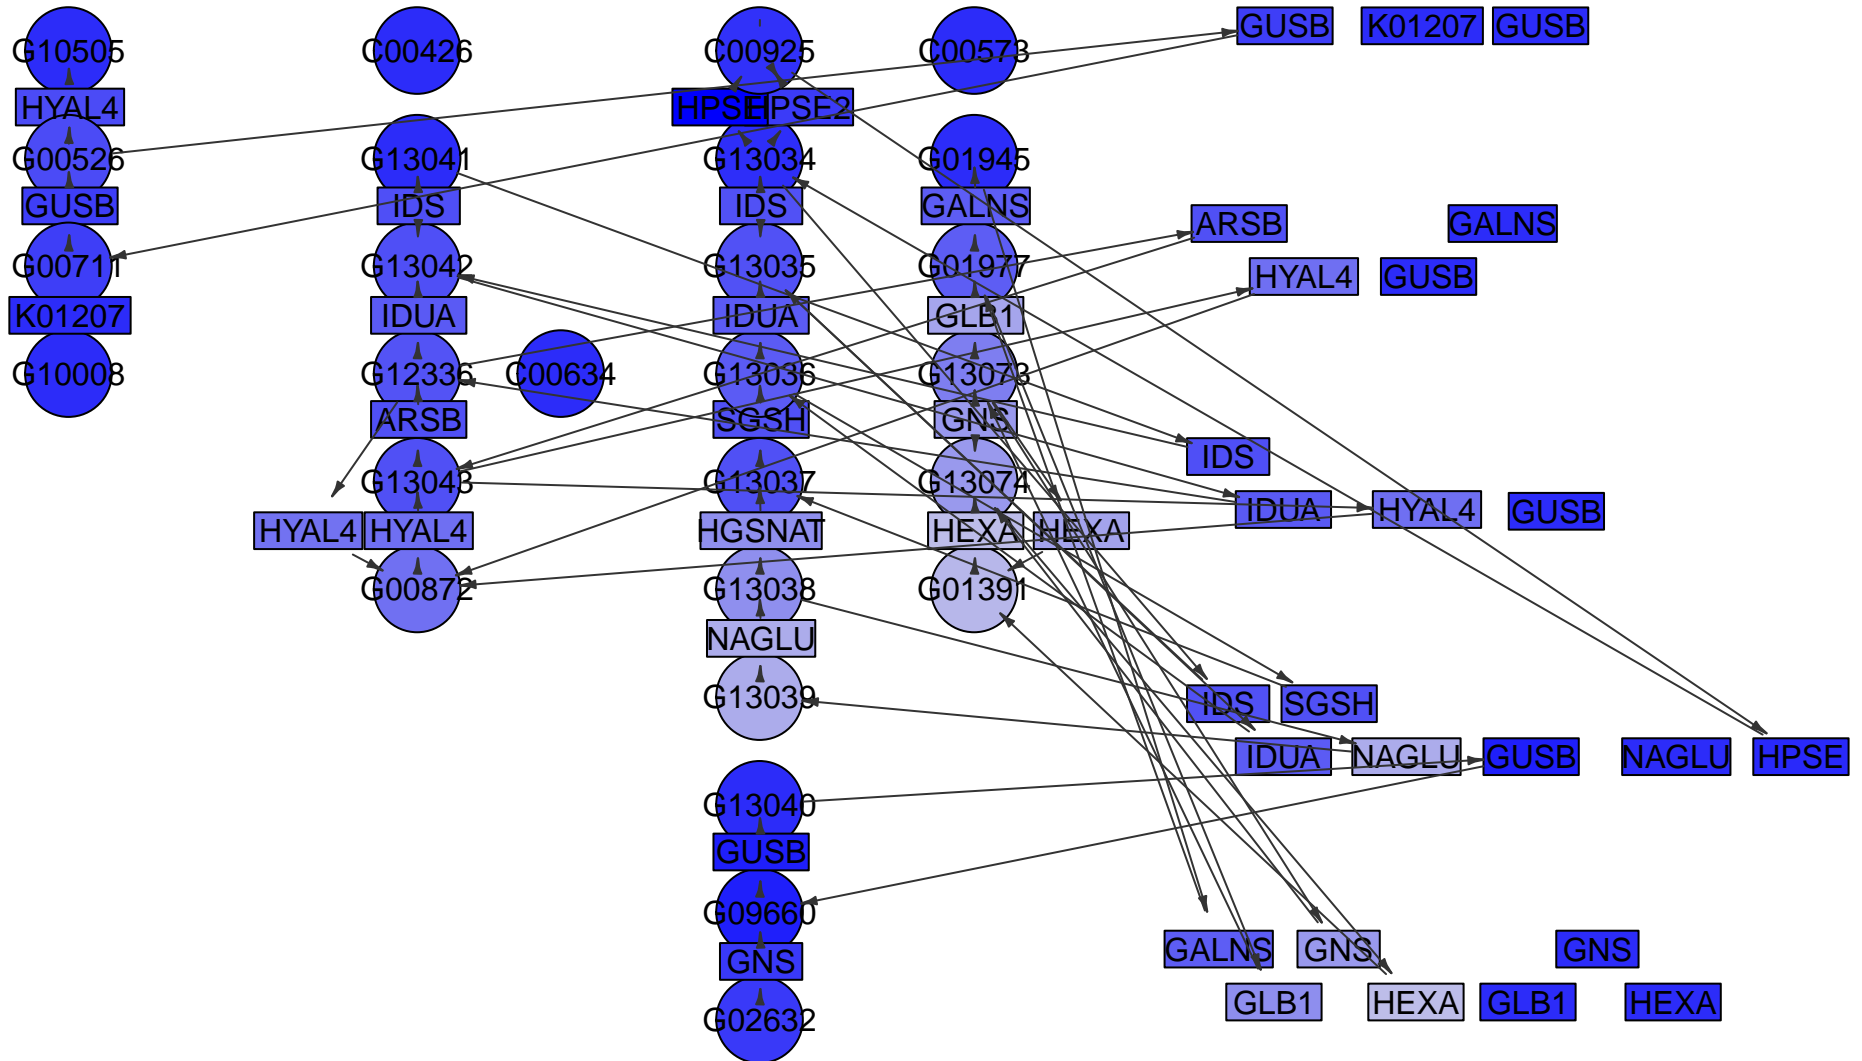 GUSB K01207 GUSB
G10505 C00426 C00925 C00573
HYAL4 HPSE HPSE2
G00526 G13041 G13034 G01945
GUSB IDS IDS GALNS ARSB GALNS
G00711 G13042 G13035 G01977 HYAL4 GUSB
K01207 IDUA IDUA GLB1
G10008 G12336 C00634 G13036 G13073
ARSB SGSH GNS
IDS
G13043 G13037 G13074
IDUA HYAL4 GUSB
HYAL4 HYAL4 HGSNAT HEXA HEXA
G00872 G13038 G01391
NAGLU
G13039 IDS SGSH
IDUA NAGLU GUSB NAGLU HPSE
G13040
GUSB
G09660
GALNS GNS GNS
GNS
GLB1 HEXA GLB1 HEXA
G02632